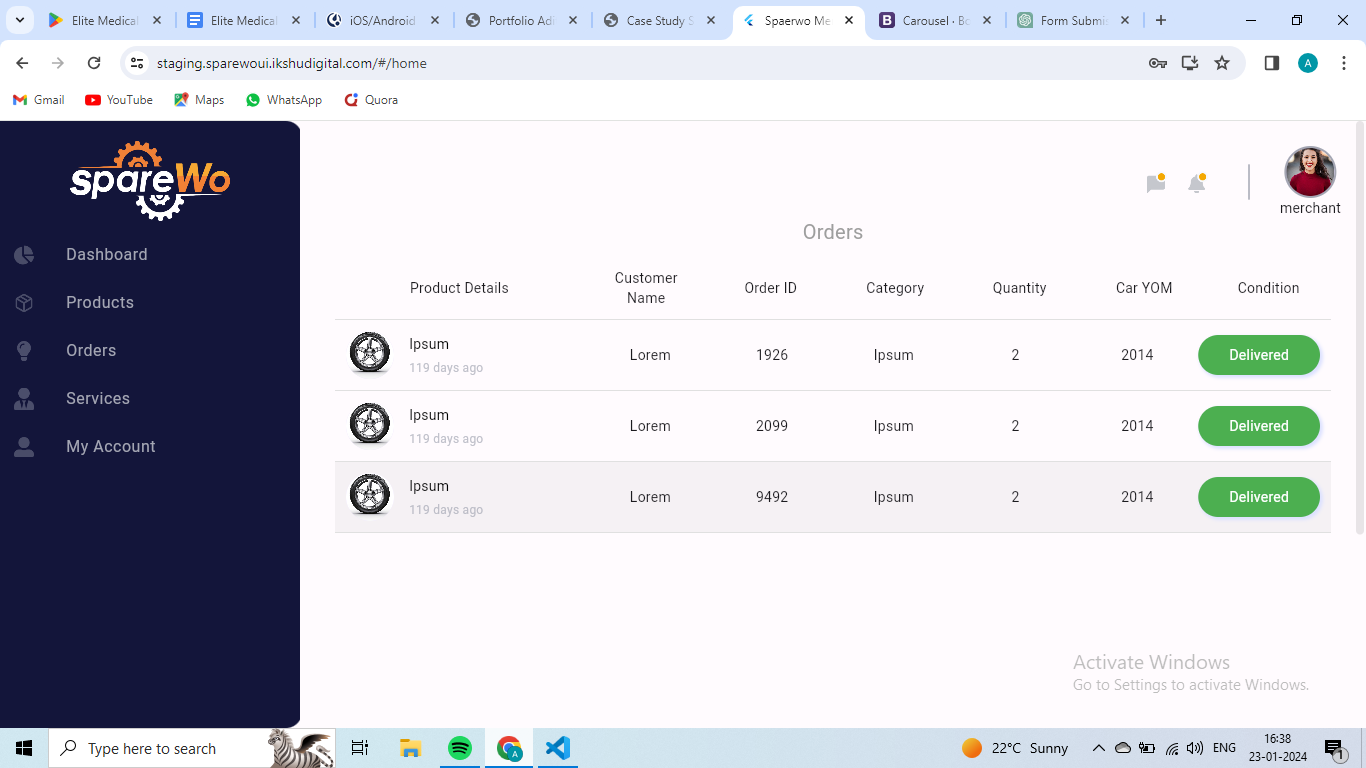 Elite Medical
Elite Medical
iOS/Android
Portfolio Adi
Case Study S
Spaerwo Me
Carousel · Bo
Form Submis
staging.sparewoui.ikshudigital.com/#/home
A
Gmail
YouTube
Maps
WhatsApp
Quora
spareWo
merchant
Dashboard
Products
Orders
Services
My Account
Orders
Product Details
Customer
Name
Order ID
Category
Quantity
Car YOM
Condition
Ipsum
119 days ago
Lorem
1926
Ipsum
2
2014
Delivered
Ipsum
119 days ago
Lorem
2099
Ipsum
2
2014
Delivered
Ipsum
119 days ago
Lorem
9492
Ipsum
2
2014
Delivered
Activate Windows
Go to Settings to activate Windows.
Type here to search
A
22°C Sunny
ENG
16:38
23-01-2024
1